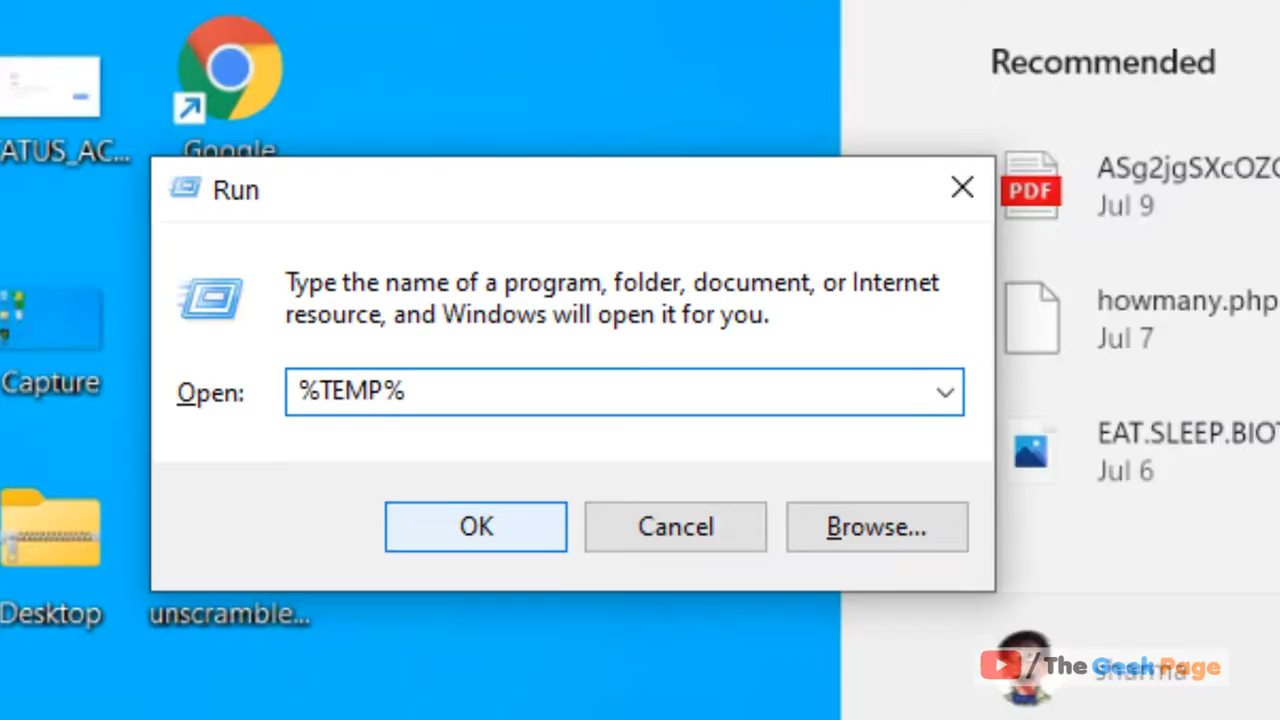 Recommended
ATUS_AC...
Google
Run
ASg2jgSXcOZC
PDF
Jul 9
Type the name of a program, folder, document, or Internet
resource, and Windows will open it for you.
howmany.php
Jul 7
Capture
Open: %TEMP%
EAT.SLEEP.BIOT
Jul 6
OK Cancel Browse...
Desktop
unscramble...
/The Geek Page
sharma